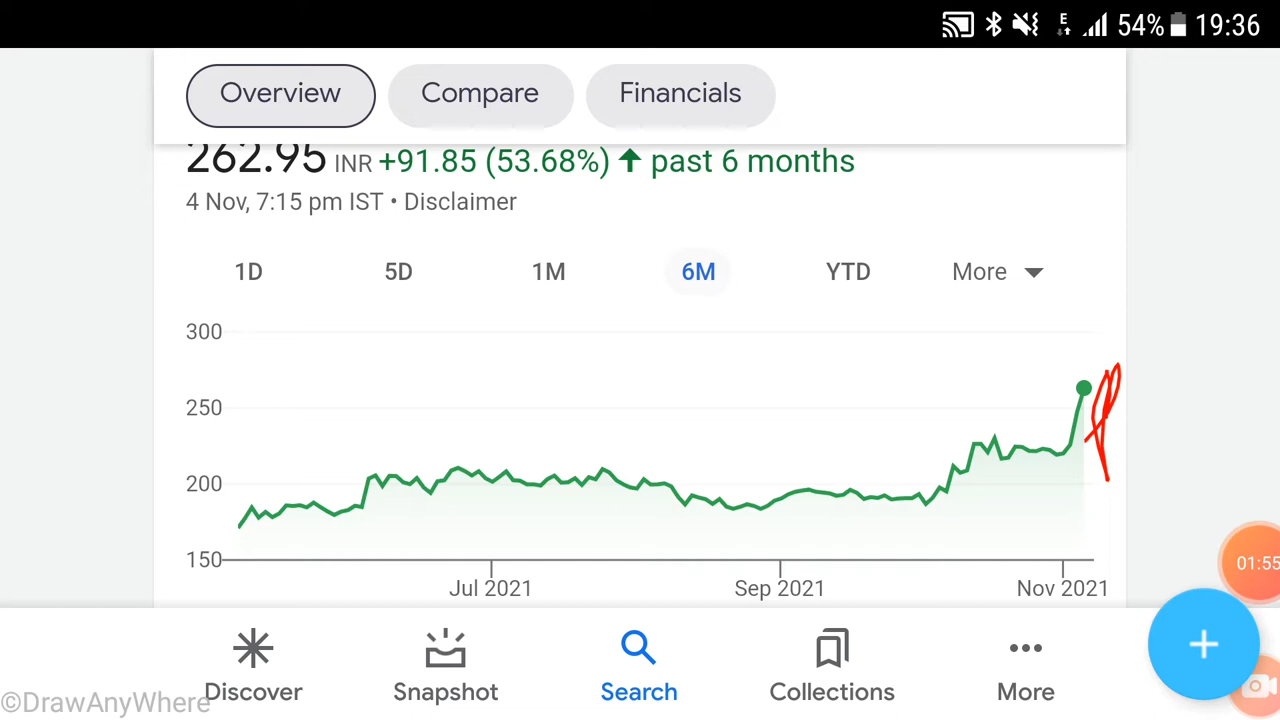 E 54% 19:36
Overview Compare Financials
262.95 INR +91.85 (53.68%) ↑ past 6 months
4 Nov, 7:15 pm IST • Disclaimer
1D 5D 1M 6M YTD More
300
250
200
150
Jul 2021 Sep 2021 Nov 2021
01:55
Discover Snapshot Search Collections More
©DrawAnyWhere